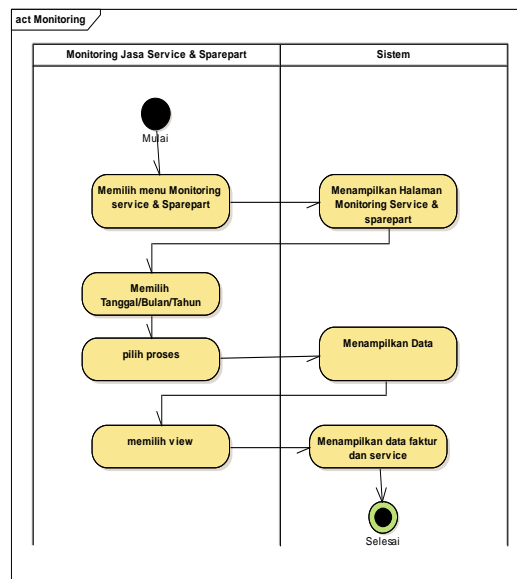 act Monitoring
Monitoring Jasa Service & Sparepart
Sistem
Mulai
Memilih menu Monitoring
service & Sparepart
Menampilkan Halaman
Monitoring Service &
sparepart
Memilih
Tanggal/Bulan/Tahun
pilih proses
Menampilkan Data
memilih view
Menampilkan data faktur
dan service
Selesai